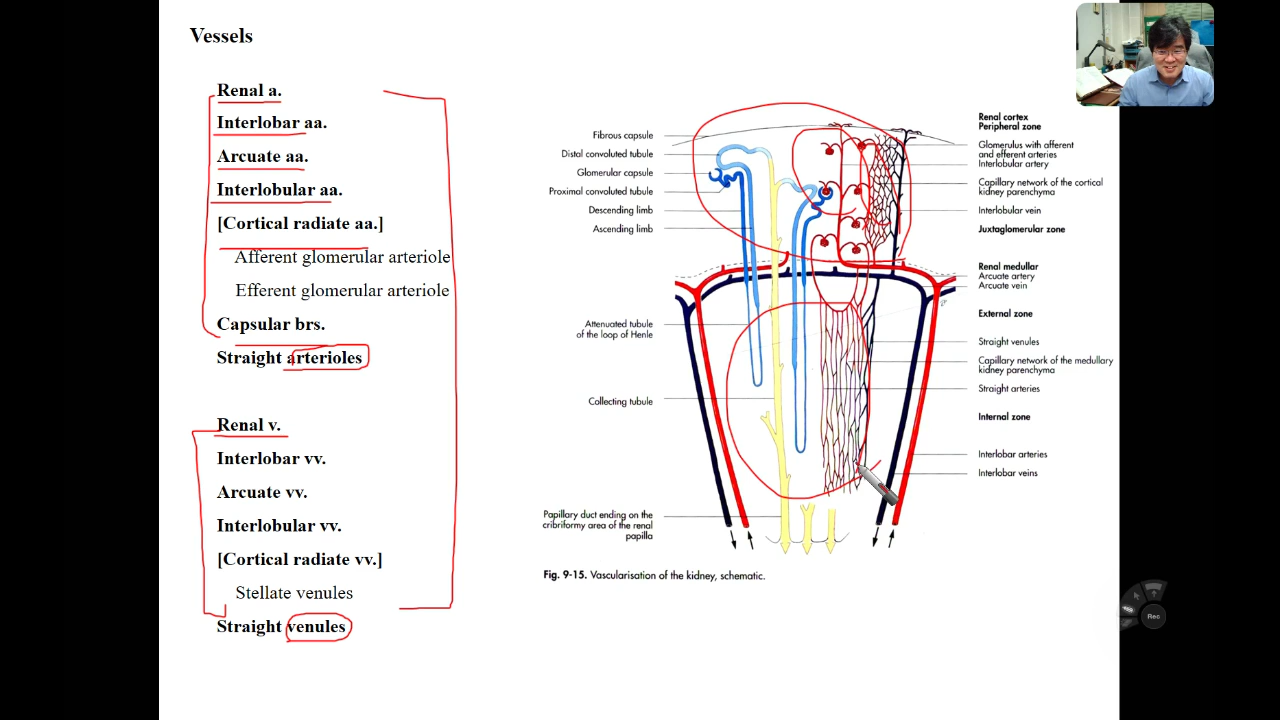 Vessels
Renal a.
Interlobar aa.
Arcuate aa.
Interlobular aa.
[Cortical radiate aa.]
Afferent glomerular arteriole
Efferent glomerular arteriole
Capsular brs.
Straight arterioles
Renal v.
Interlobar vv.
Arcuate vv.
Interlobular vv.
[Cortical radiate vv.]
Stellate venules
Straight venules
Fibrous capsule
Distal convoluted tubule
Glomerular capsule
Proximal convoluted tubule
Descending limb
Ascending limb
Attenuated tubule
of the loop of Henle
Collecting tubule
Papillary duct ending on the
cribriformy area of the renal
papilla
Renal cortex
Peripheral zone
Glomerulus with afferent
and efferent arteries
Interlobular artery
Capillary network of the cortical
kidney parenchyma
Interlobular vein
Juxtaglomerular zone
Renal medullar
Arcuate artery
Arcuate vein
External zone
Straight venules
Capillary network of the medullary
kidney parenchyma
Straight arteries
Internal zone
Interlobar arteries
Interlobar veins
Fig. 9-15. Vascularisation of the kidney, schematic.
Rec